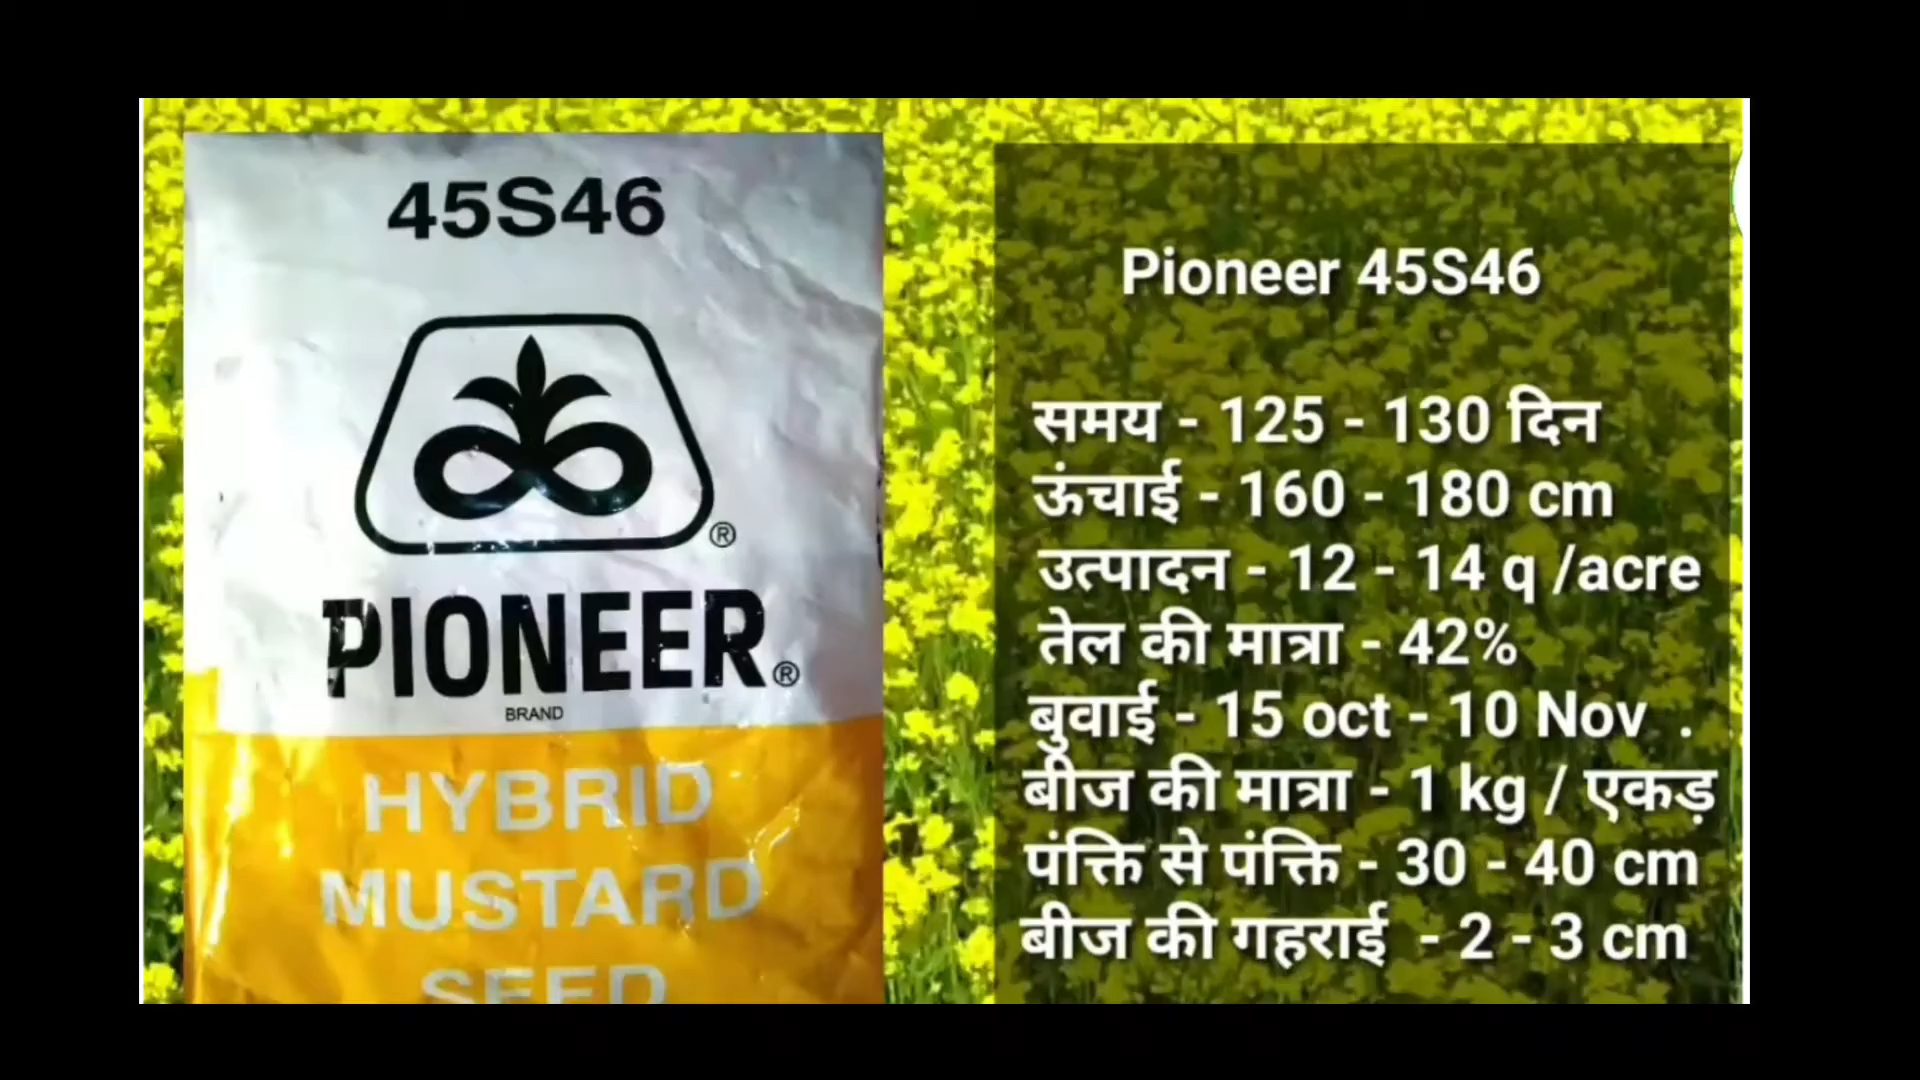 45S46
®
PIONEER®
BRAND
HYBRID
MUSTARD
SEED
Pioneer 45S46
समय - 125 - 130 दिन
ऊंचाई - 160 - 180 cm
उत्पादन - 12 - 14 q /acre
तेल की मात्रा - 42%
बुवाई - 15 oct - 10 Nov .
बीज की मात्रा - 1 kg / एकड़
पंक्ति से पंक्ति - 30 - 40 cm
बीज की गहराई - 2 - 3 cm